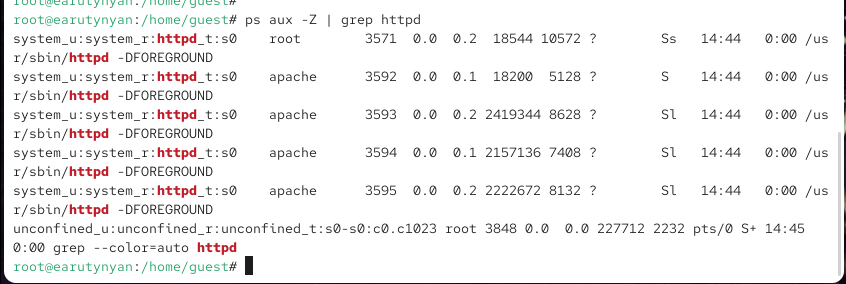 root@earutynyan:/home/guest#
root@earutynyan:/home/guest# ps aux -Z | grep httpd
system_u:system_r:httpd_t:s0    root        3571  0.0  0.2  18544 10572 ?        Ss   14:44   0:00 /us
r/sbin/httpd -DFOREGROUND
system_u:system_r:httpd_t:s0    apache      3592  0.0  0.1  18200  5128 ?        S    14:44   0:00 /us
r/sbin/httpd -DFOREGROUND
system_u:system_r:httpd_t:s0    apache      3593  0.0  0.2 2419344 8628 ?        Sl   14:44   0:00 /us
r/sbin/httpd -DFOREGROUND
system_u:system_r:httpd_t:s0    apache      3594  0.0  0.1 2157136 7408 ?        Sl   14:44   0:00 /us
r/sbin/httpd -DFOREGROUND
system_u:system_r:httpd_t:s0    apache      3595  0.0  0.2 2222672 8132 ?        Sl   14:44   0:00 /us
r/sbin/httpd -DFOREGROUND
unconfined_u:unconfined_r:unconfined_t:s0-s0:c0.c1023 root 3848 0.0  0.0 227712 2232 pts/0 S+ 14:45
0:00 grep --color=auto httpd
root@earutynyan:/home/guest#